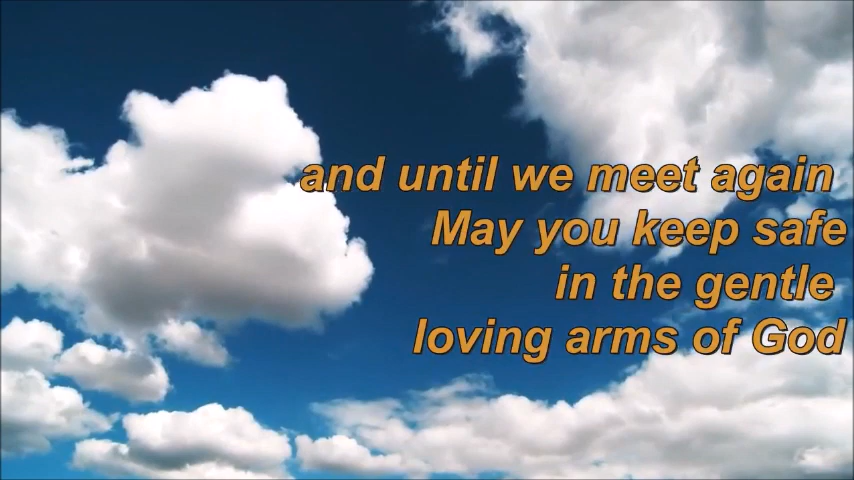 and until we meet again
May you keep safe
in the gentle
loving arms of God